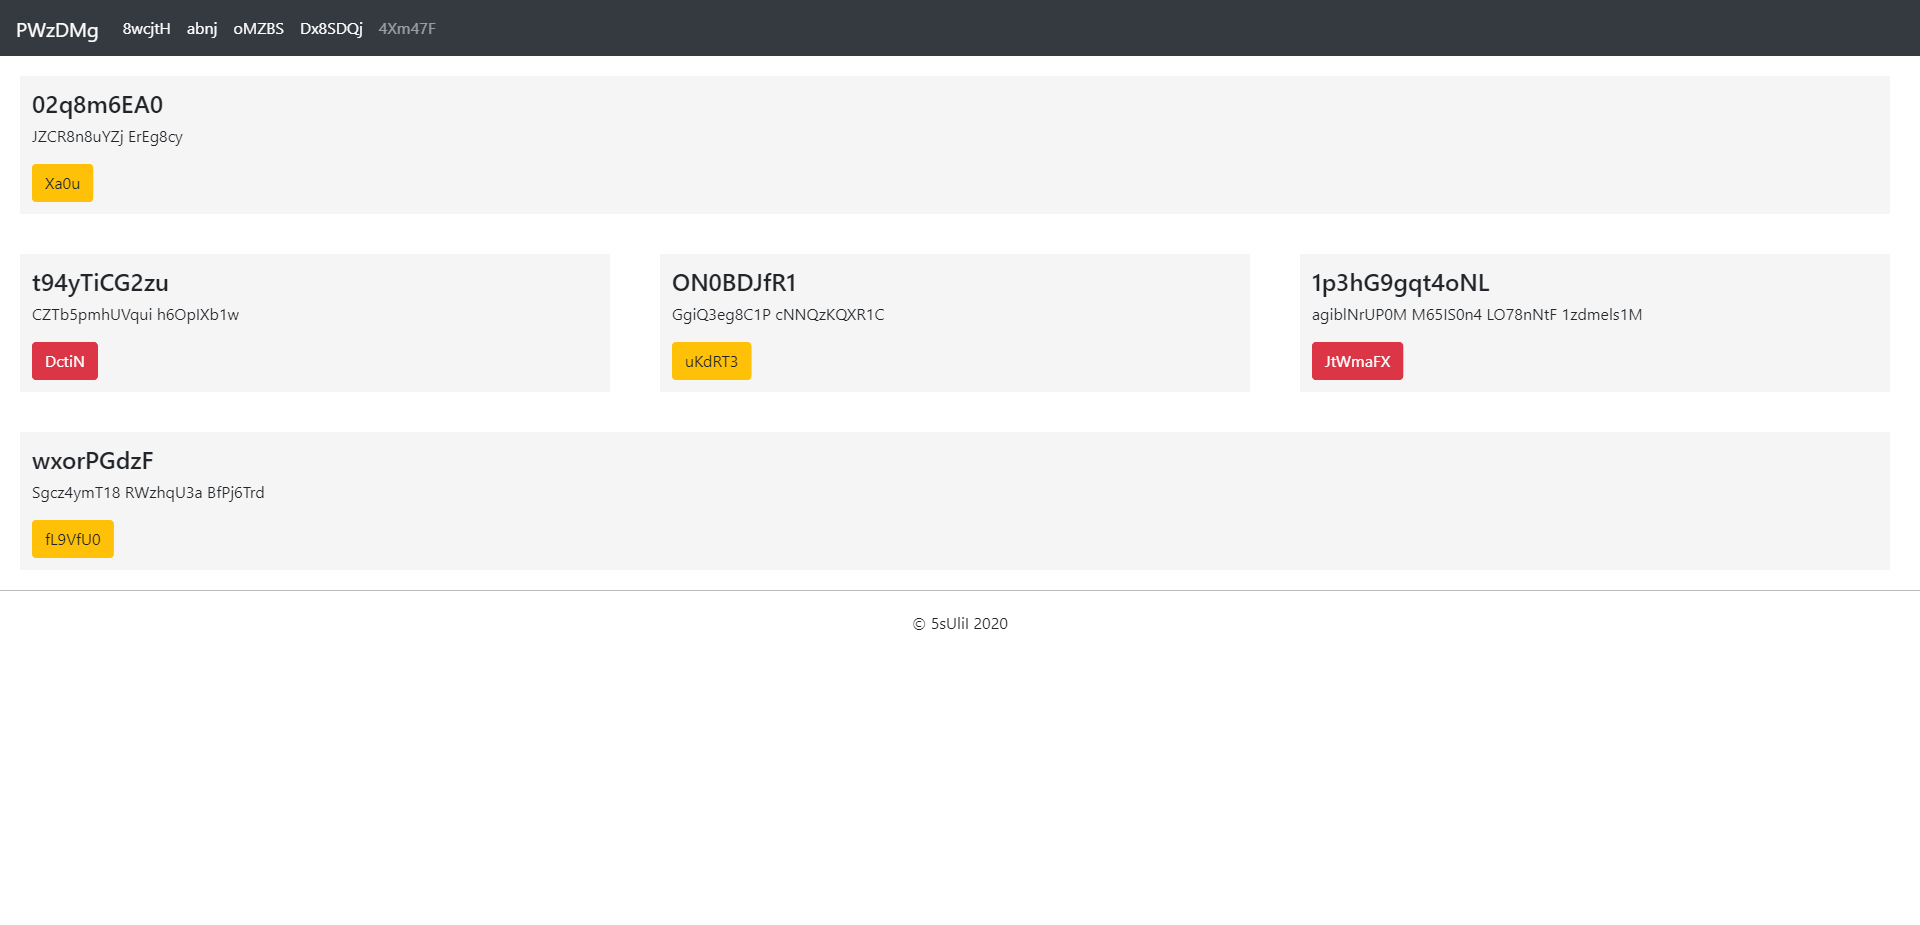 PWzDMg 8wcjtH abnj oMZBS Dx8SDQj 4Xm47F
02q8m6EA0
JZCR8n8uYZj ErEg8cy
Xa0u
t94yTiCG2zu
CZTb5pmhUVqui h6OpIXb1w
DctiN
ON0BDJfR1
GgiQ3eg8C1P cNNQzKQXR1C
uKdRT3
1p3hG9gqt4oNL
agiblNrUP0M M65IS0n4 LO78nNtF 1zdmels1M
JtWmaFX
wxorPGdzF
Sgcz4ymT18 RWzhqU3a BfPj6Trd
fL9VfU0
© 5sUliI 2020